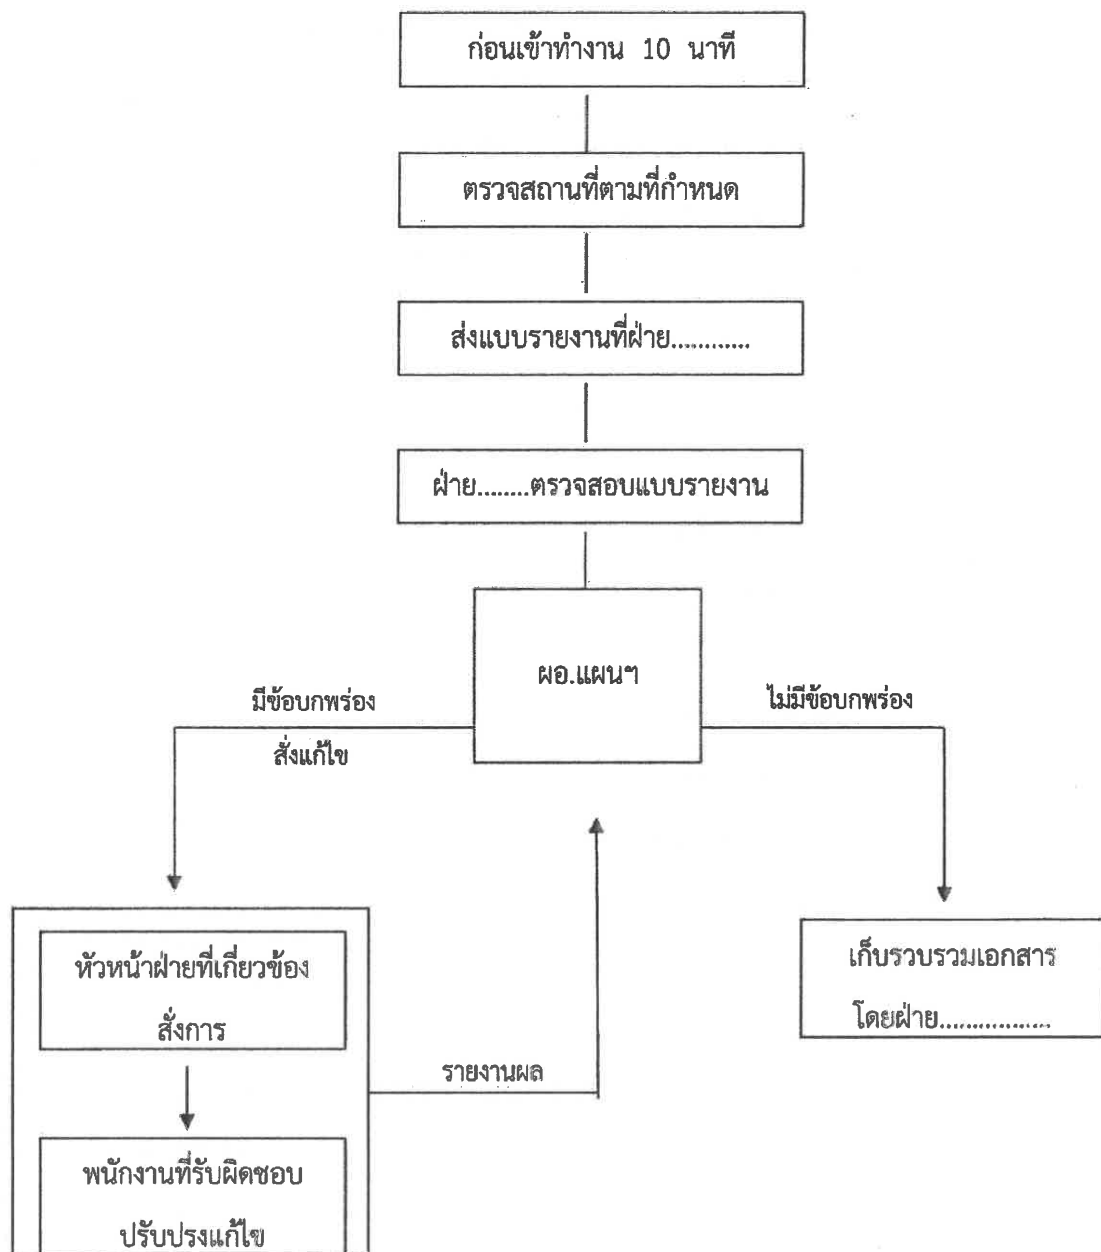 ก่อนเข้าทำงาน 10 นาที
ตรวจสถานที่ตามที่กำหนด
ส่งแบบรายงานที่ฝ่าย............
ฝ่าย........ตรวจสอบแบบรายงาน
ผอ.แผนฯ
มีข้อบกพร่อง
สั่งแก้ไข
ไม่มีข้อบกพร่อง
หัวหน้าฝ่ายที่เกี่ยวข้อง
สั่งการ
รายงานผล
เก็บรวบรวมเอกสาร
โดยฝ่าย.................
พนักงานที่รับผิดชอบ
ปรับปรุงแก้ไข